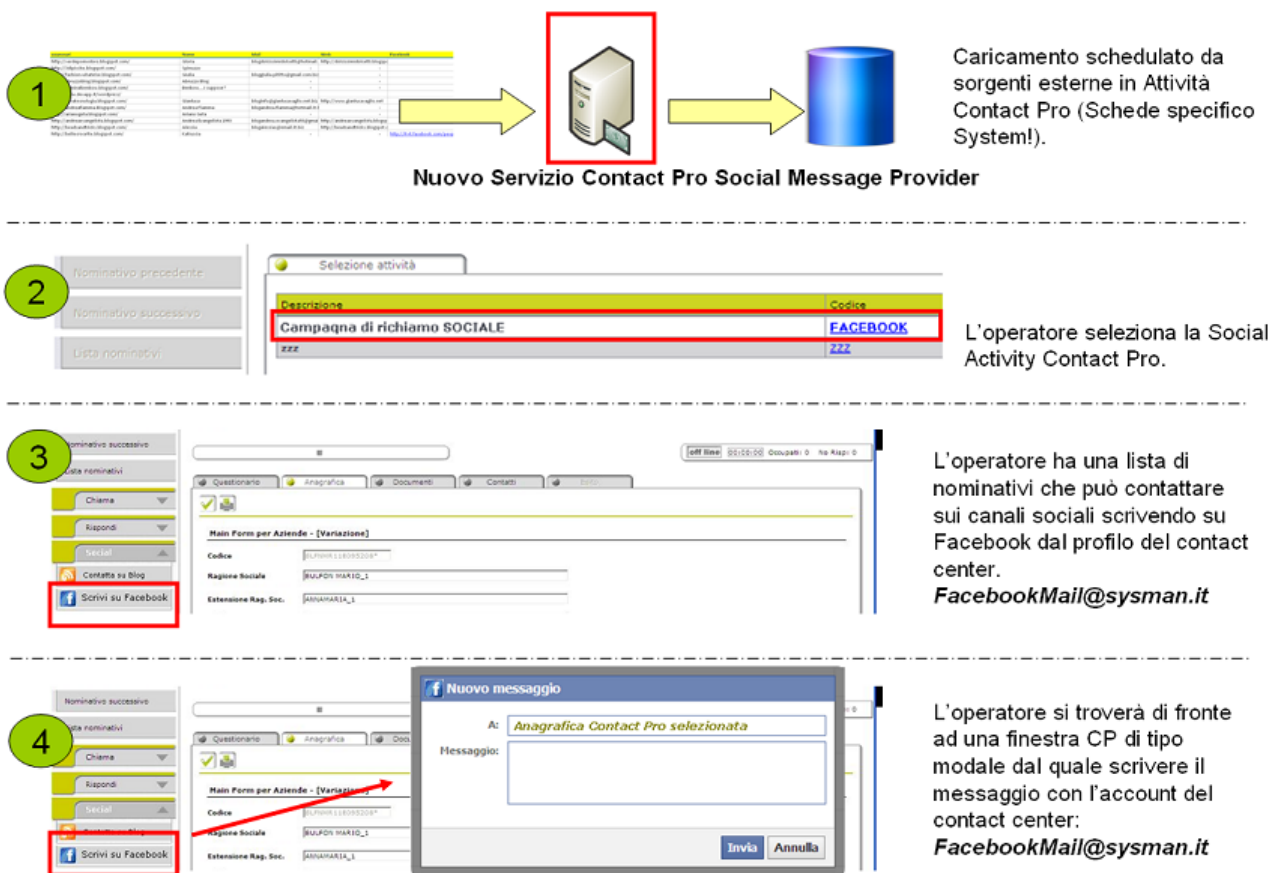 1
Nome
Facebook
Caricamento schedulato da
sorgenti esterne in Attività
Contact Pro (Schede specifico
System!).
Nuovo Servizio Contact Pro Social Message Provider
2
Nominativo precedente
Nominativo successivo
Lista nominativi
Selezione attività
Descrizione
Codice
Campagna di richiamo SOCIALE
FACEBOOK
zzz
ZZZ
L'operatore seleziona la Social
Activity Contact Pro.
3
Nominativo successivo
Lista nominativi
Chiama
Rispondi
Social
Contatta su Blog
Scrivi su Facebook
off line 00:00:00 Occupati: 0 No Risp: 0
Questionario
Anagrafica
Documenti
Contatti
Main Form per Aziende - [Variazione]
Codice
Ragione Sociale
BULFON MARIO_1
Estensione Rag. Soc.
ANNAMARIA_1
L'operatore ha una lista di
nominativi che può contattare
sui canali sociali scrivendo su
Facebook dal profilo del contact
center.
FacebookMail@sysman.it
4
Nominativo successivo
Lista nominativi
Chiama
Rispondi
Social
Contatta su Blog
Scrivi su Facebook
Questionario
Anagrafica
Main Form per Aziende - [Variazione]
Codice
Ragione Sociale
BULFON MARIO_1
Estensione Rag. Soc.
ANNAMARIA_1
Nuovo messaggio
A:
Anagrafica Contact Pro selezionata
Messaggio:
Invia
Annulla
L'operatore si troverà di fronte
ad una finestra CP di tipo
modale dal quale scrivere il
messaggio con l'account del
contact center:
FacebookMail@sysman.it